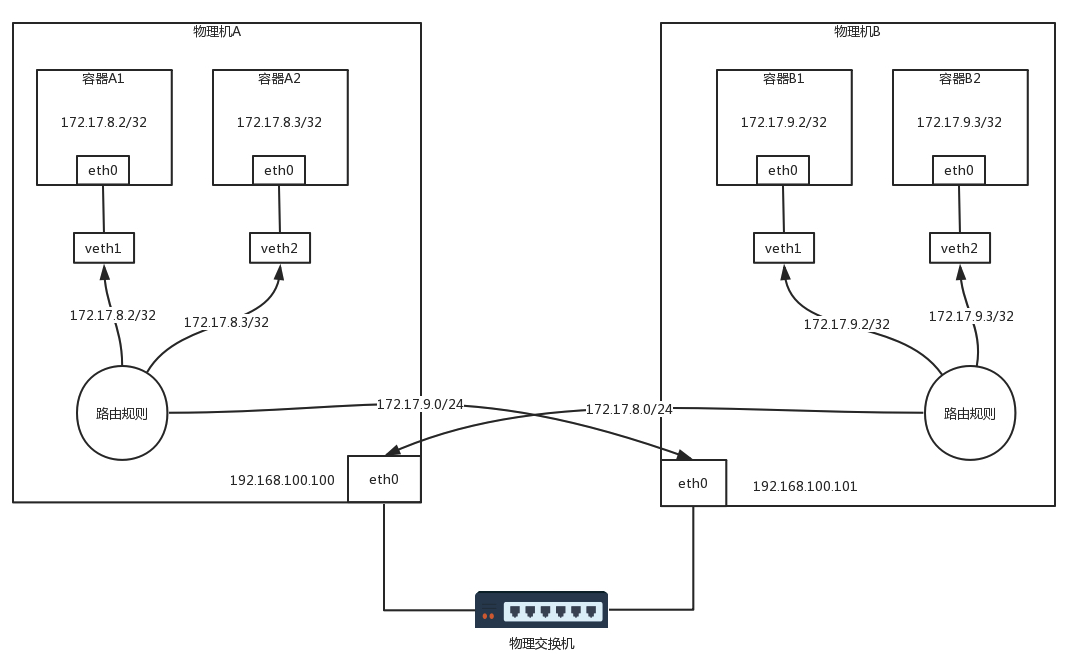 物理机A
容器A1
172.17.8.2/32
eth0
veth1
172.17.8.2/32
容器A2
172.17.8.3/32
eth0
veth2
172.17.8.3/32
路由规则
172.17.9.0/24
192.168.100.100
eth0
物理机B
容器B1
172.17.9.2/32
eth0
veth1
172.17.9.2/32
容器B2
172.17.9.3/32
eth0
veth2
172.17.9.3/32
路由规则
172.17.8.0/24
eth0
192.168.100.101
物理交换机